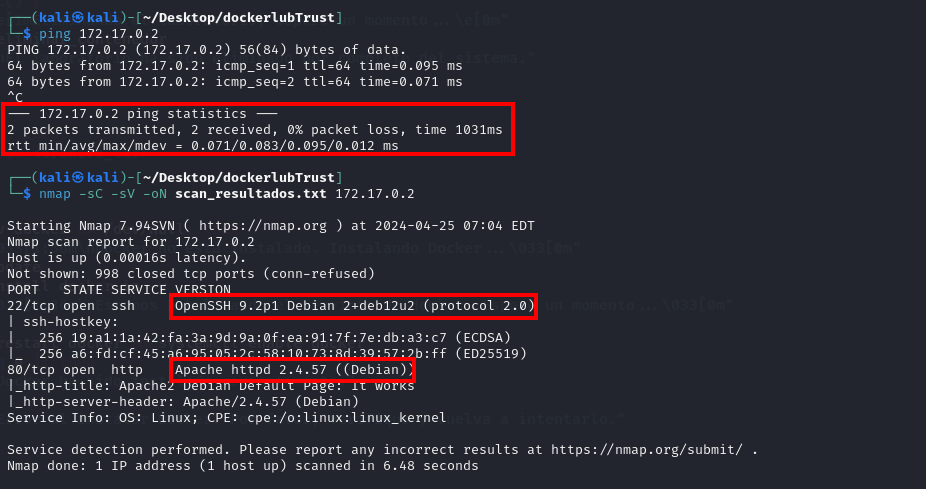 ┌──(kali㉿kali)-[~/Desktop/dockerlubTrust]
└─$ ping 172.17.0.2
PING 172.17.0.2 (172.17.0.2) 56(84) bytes of data.
64 bytes from 172.17.0.2: icmp_seq=1 ttl=64 time=0.095 ms
64 bytes from 172.17.0.2: icmp_seq=2 ttl=64 time=0.071 ms
^C
--- 172.17.0.2 ping statistics ---
2 packets transmitted, 2 received, 0% packet loss, time 1031ms
rtt min/avg/max/mdev = 0.071/0.083/0.095/0.012 ms
┌──(kali㉿kali)-[~/Desktop/dockerlubTrust]
└─$ nmap -sC -sV -oN scan_resultados.txt 172.17.0.2
Starting Nmap 7.94SVN ( https://nmap.org ) at 2024-04-25 07:04 EDT
Nmap scan report for 172.17.0.2
Host is up (0.00016s latency).
Not shown: 998 closed tcp ports (conn-refused)
PORT   STATE SERVICE VERSION
22/tcp open  ssh     OpenSSH 9.2p1 Debian 2+deb12u2 (protocol 2.0)
| ssh-hostkey:
|   256 19:a1:1a:42:fa:3a:9d:9a:0f:ea:91:7f:7e:db:a3:c7 (ECDSA)
|_  256 a6:fd:cf:45:a6:95:05:2c:58:10:73:8d:39:57:2b:ff (ED25519)
80/tcp open  http    Apache httpd 2.4.57 ((Debian))
|_http-title: Apache2 Debian Default Page: It works
|_http-server-header: Apache/2.4.57 (Debian)
Service Info: OS: Linux; CPE: cpe:/o:linux:linux_kernel
Service detection performed. Please report any incorrect results at https://nmap.org/submit/ .
Nmap done: 1 IP address (1 host up) scanned in 6.48 seconds